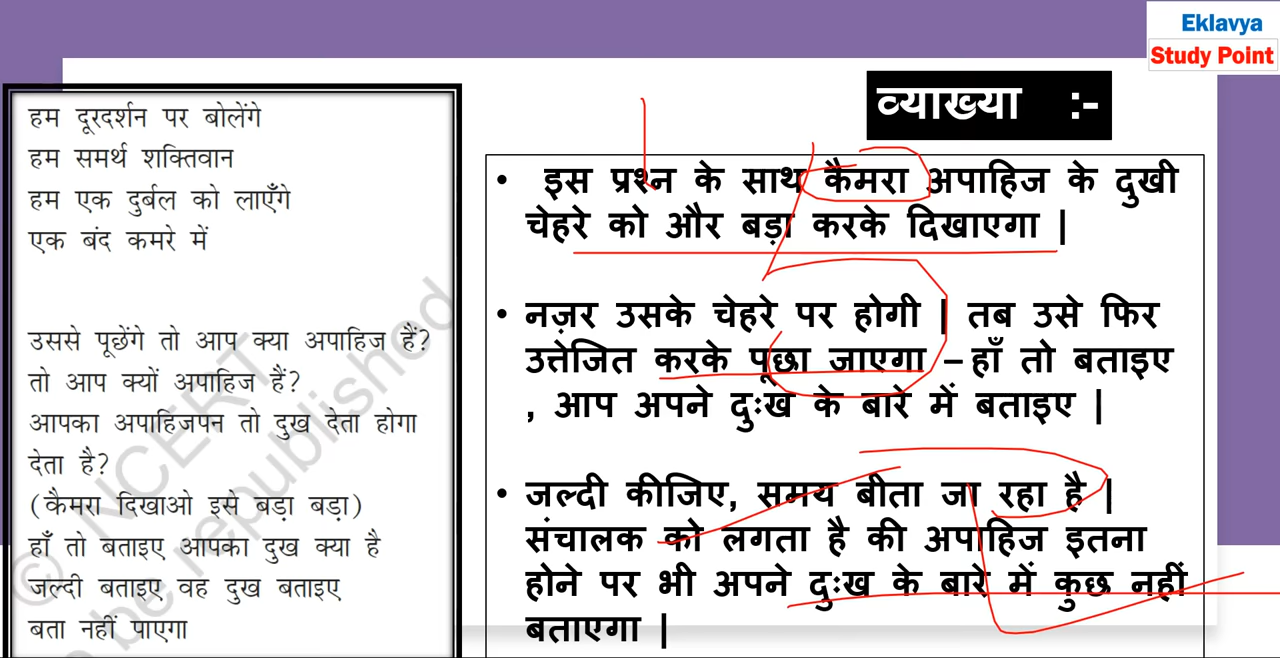 Eklavya
Study Point
हम दूरदर्शन पर बोलेंगे
हम समर्थ शक्तिवान
हम एक दुर्बल को लाएँगे
एक बंद कमरे में
उससे पूछेंगे तो आप क्या अपाहिज हैं?
तो आप क्यों अपाहिज हैं?
आपका अपाहिजपन तो दुख देता होगा
देता है?
(कैमरा दिखाओ इसे बड़ा बड़ा)
हाँ तो बताइए आपका दुख क्या है
जल्दी बताइए वह दुख बताइए
बता नहीं पाएगा
© NCERT
be republished
व्याख्या :-
• इस प्रश्न के साथ कैमरा अपाहिज के दुखी
चेहरे को और बड़ा करके दिखाएगा |
• नज़र उसके चेहरे पर होगी | तब उसे फिर
उत्तेजित करके पूछा जाएगा – हाँ तो बताइए
, आप अपने दुःख के बारे में बताइए |
• जल्दी कीजिए, समय बीता जा रहा है |
संचालक को लगता है की अपाहिज इतना
होने पर भी अपने दुःख के बारे में कुछ नहीं
बताएगा |